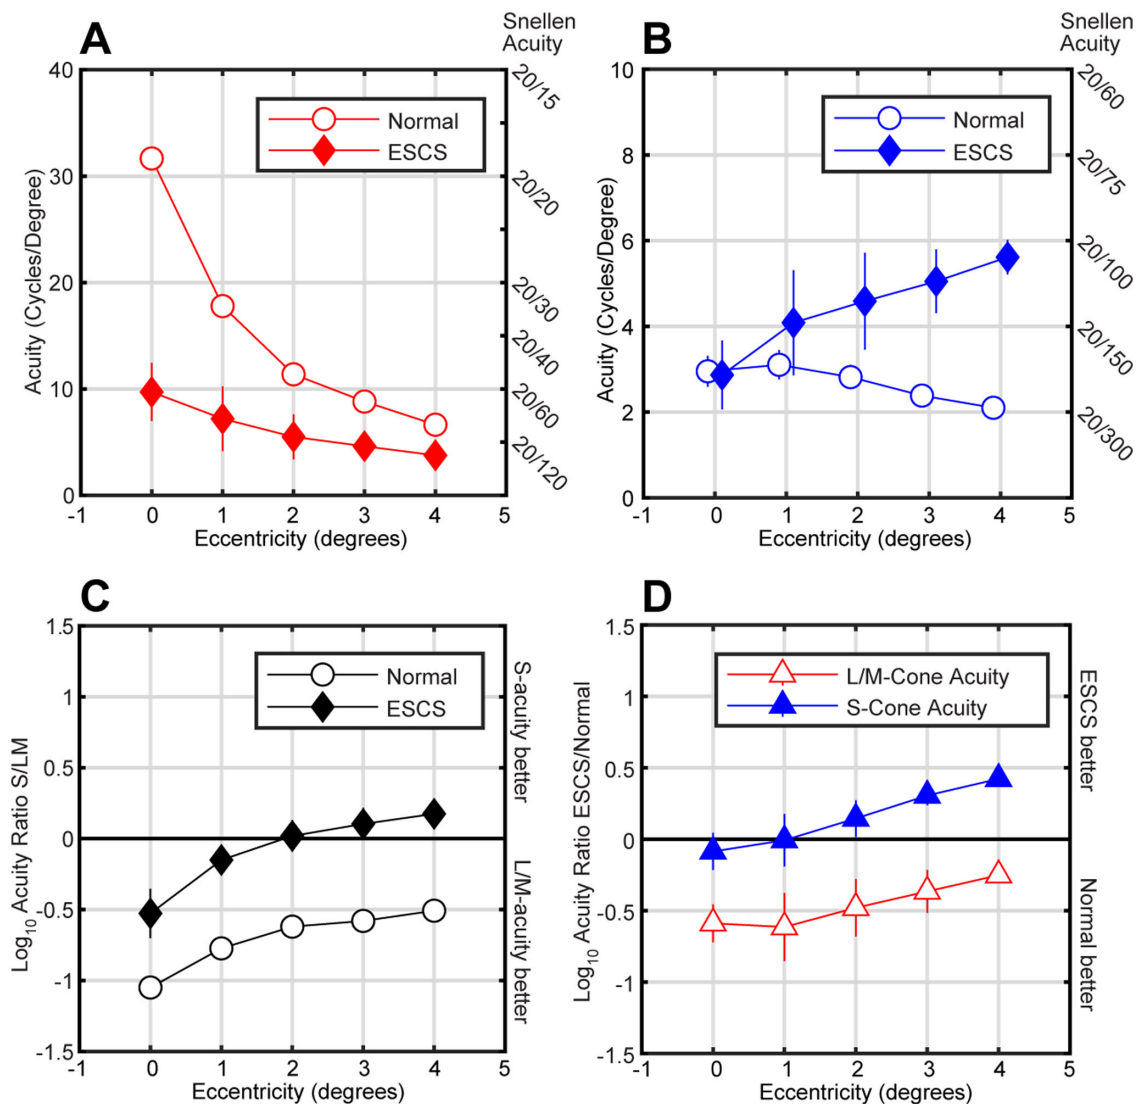 A
Snellen
Acuity
40
30
20
10
0
Acuity (Cycles/Degree)
Normal
ESCS
20/15
20/20
20/30
20/40
20/60
20/120
-1 0 1 2 3 4 5
Eccentricity (degrees)
B
Snellen
Acuity
10
8
6
4
2
0
Acuity (Cycles/Degree)
Normal
ESCS
20/60
20/75
20/100
20/150
20/300
-1 0 1 2 3 4 5
Eccentricity (degrees)
C
1.5
1
0.5
0
-0.5
-1
-1.5
Log10 Acuity Ratio S/LM
Normal
ESCS
S-acuity better
L/M-acuity better
-1 0 1 2 3 4 5
Eccentricity (degrees)
D
1.5
1
0.5
0
-0.5
-1
-1.5
Log10 Acuity Ratio ESCS/Normal
L/M-Cone Acuity
S-Cone Acuity
ESCS better
Normal better
-1 0 1 2 3 4 5
Eccentricity (degrees)